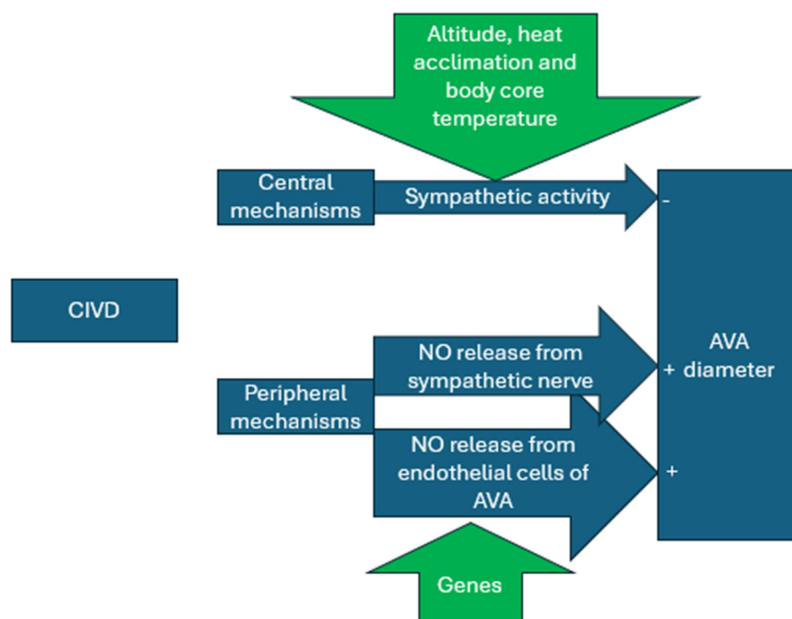 Altitude, heat
acclimation and
body core
temperature
Central
mechanisms
Sympathetic activity
-
CIVD
NO release from
sympathetic nerve
+
AVA
diameter
Peripheral
mechanisms
NO release from
endothelial cells of
AVA
+
Genes